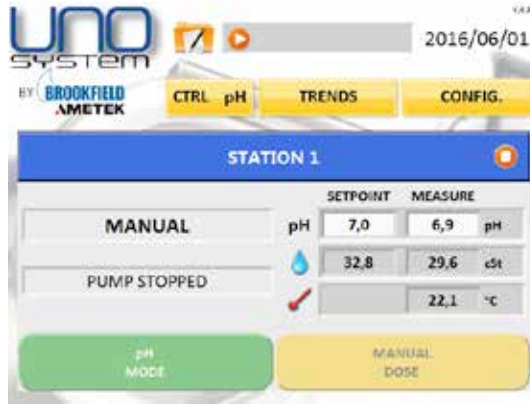 UNO
system
2016/06/01
BY BROOKFIELD
AMETEK
CTRL pH
TRENDS
CONFIG.
STATION 1
SETPOINT MEASURE
MANUAL
pH 7,0 6,9 pH
32,8 29,6 cSt
PUMP STOPPED
22,1 °C
pH
MODE
MANUAL
DOSE